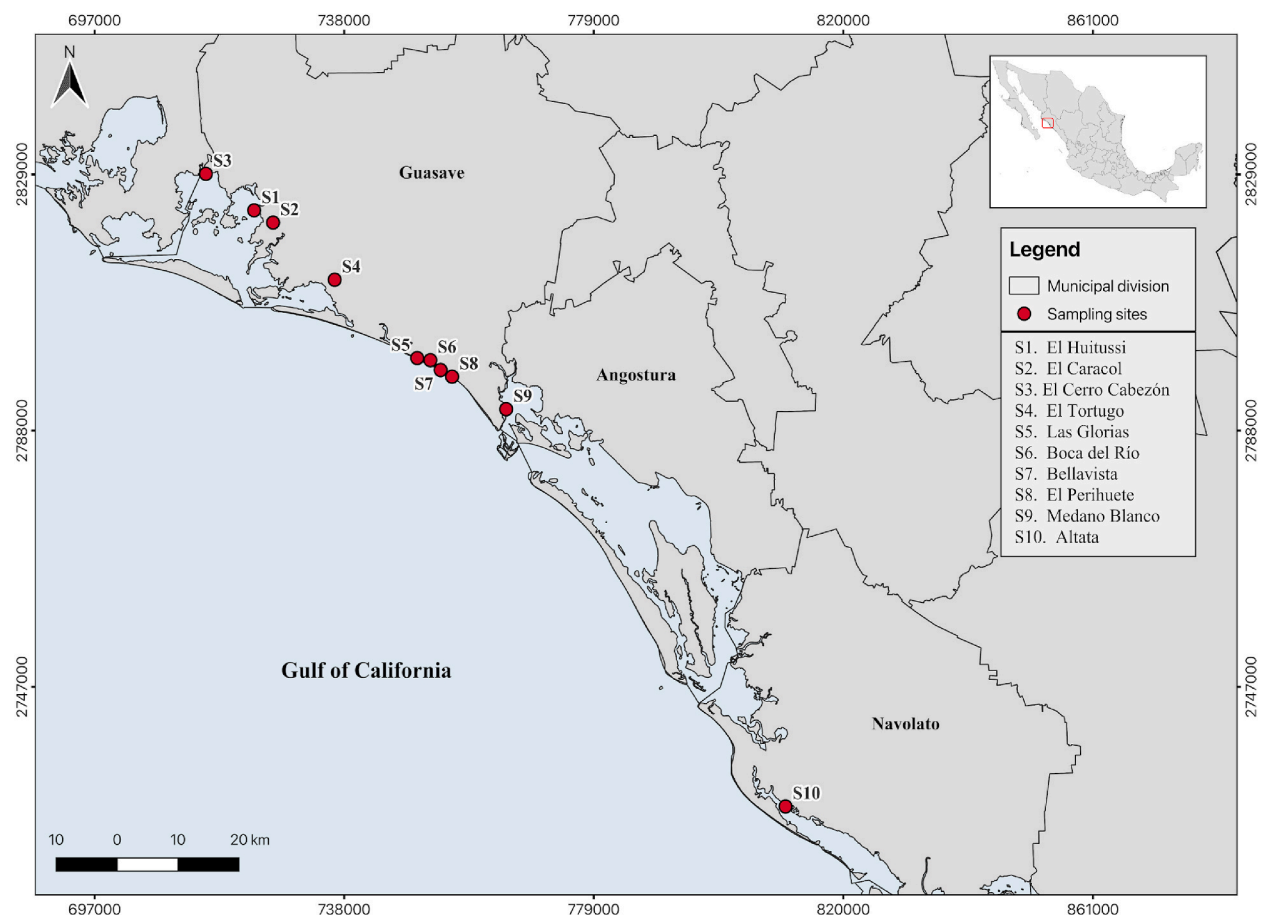 697000 738000 779000 820000 861000
N
2829000
2829000
S3
Guasave
S1
S2
S4
Legend
Municipal division
Sampling sites
S1. El Huitussi
S2. El Caracol
S3. El Cerro Cabezón
S4. El Tortugo
S5. Las Glorias
S6. Boca del Río
S7. Bellavista
S8. El Perihuete
S9. Medano Blanco
S10. Altata
S5
S6
S7
S8
Angostura
S9
2788000
2788000
Gulf of California
2747000
2747000
Navolato
S10
10 0 10 20 km
697000 738000 779000 820000 861000